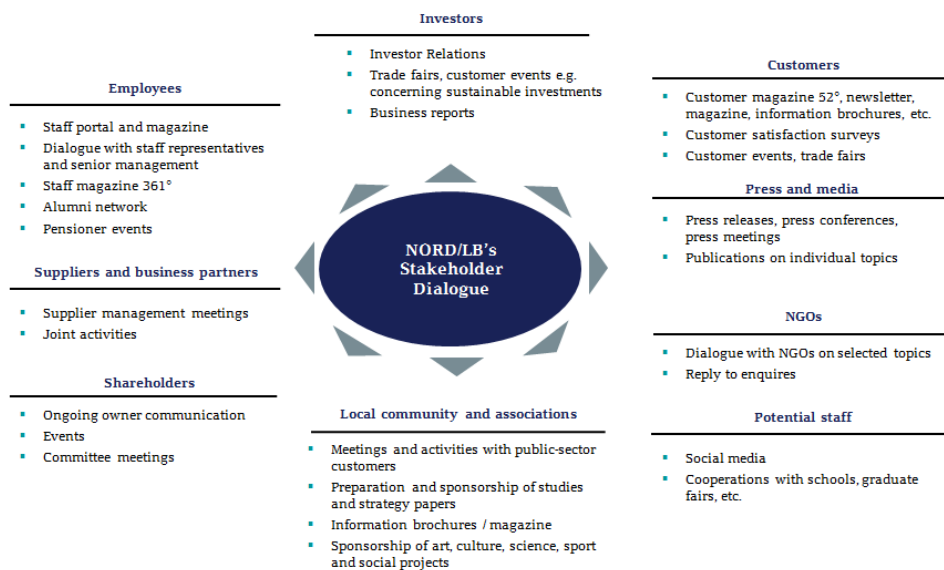 Investors
Investor Relations
Trade fairs, customer events e.g.
concerning sustainable investments
Business reports
Employees
Staff portal and magazine
Dialogue with staff representatives
and senior management
Staff magazine 361°
Alumni network
Pensioner events
Customers
Customer magazine 52°, newsletter,
magazine, information brochures, etc.
Customer satisfaction surveys
Customer events, trade fairs
Press and media
Press releases, press conferences,
press meetings
Publications on individual topics
NORD/LB's
Stakeholder
Dialogue
Suppliers and business partners
Supplier management meetings
Joint activities
NGOs
Dialogue with NGOs on selected topics
Reply to enquires
Shareholders
Ongoing owner communication
Events
Committee meetings
Local community and associations
Meetings and activities with public-sector
customers
Preparation and sponsorship of studies
and strategy papers
Information brochures / magazine
Sponsorship of art, culture, science, sport
and social projects
Potential staff
Social media
Cooperations with schools, graduate
fairs, etc.